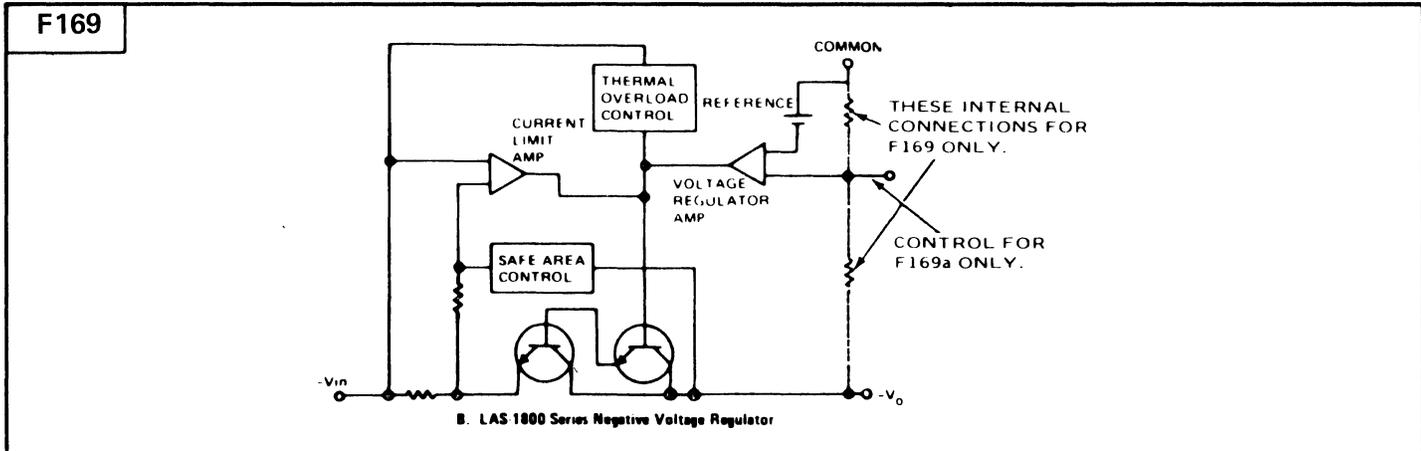 F169
COMMON
THERMAL
OVERLOAD
CONTROL
REFERENCE
THESE INTERNAL
CONNECTIONS FOR
F169 ONLY.
CURRENT
LIMIT
AMP
VOLTAGE
REGULATOR
AMP
CONTROL FOR
F169a ONLY.
SAFE AREA
CONTROL
-Vin
-Vo
B. LAS-1800 Series Negative Voltage Regulator